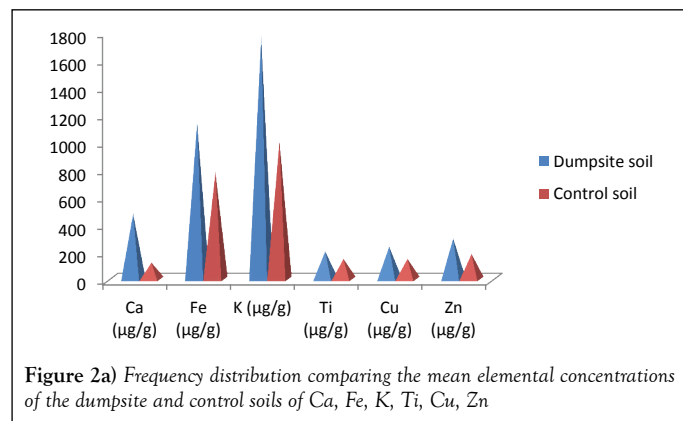 1800
1600
1400
1200
1000
800
600
400
200
0
Ca
(µg/g)
Fe
(µg/g)
K (µg/g)
Ti
(µg/g)
Cu
(µg/g)
Zn
(µg/g)
Dumpsite soil
Control soil
Figure 2a) Frequency distribution comparing the mean elemental concentrations
of the dumpsite and control soils of Ca, Fe, K, Ti, Cu, Zn